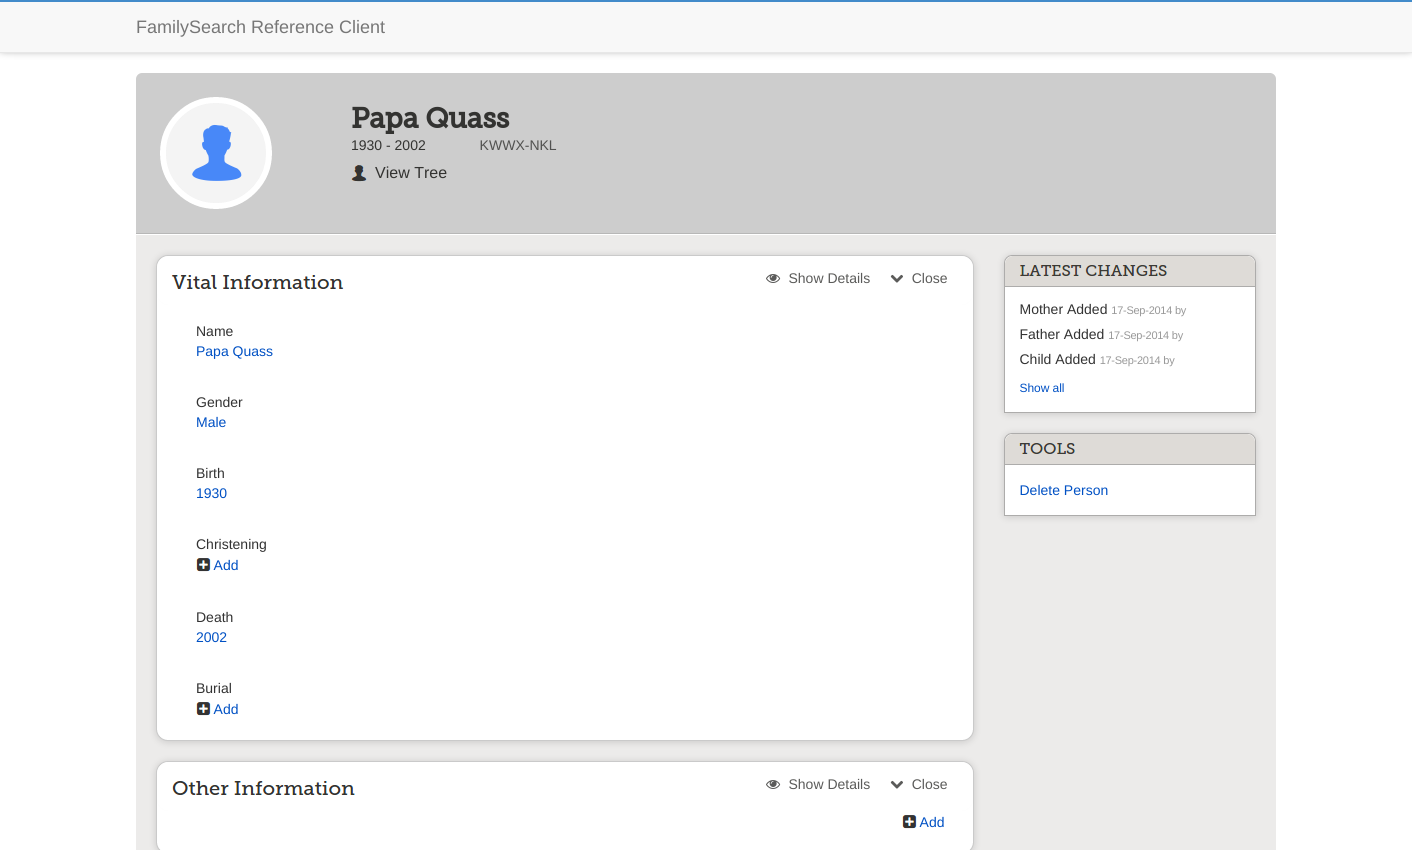 FamilySearch Reference Client
Papa Quass
1930 - 2002 KWWX-NKL
View Tree
Vital Information
Show Details Close
Name
Papa Quass
Gender
Male
Birth
1930
Christening
Add
Death
2002
Burial
Add
Other Information
Show Details Close
Add
LATEST CHANGES
Mother Added 17-Sep-2014 by
Father Added 17-Sep-2014 by
Child Added 17-Sep-2014 by
Show all
TOOLS
Delete Person